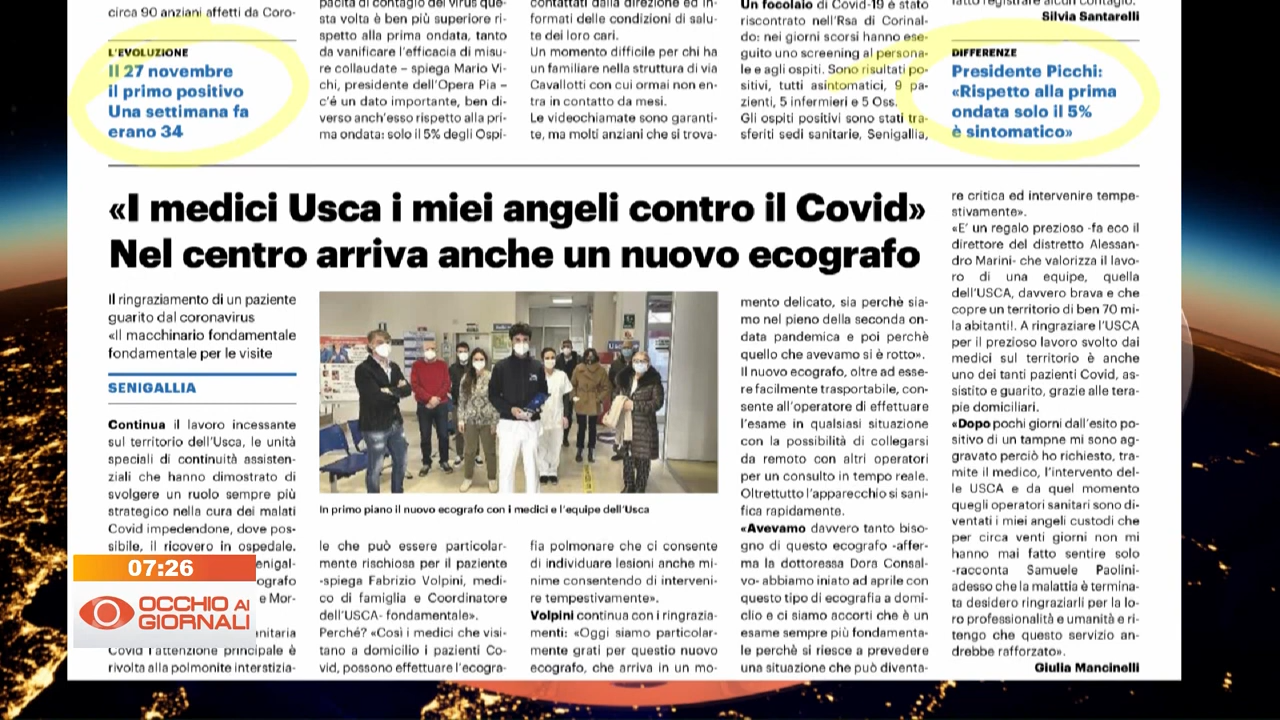 circa 90 anziani affetti da Coro-
L'EVOLUZIONE
Il 27 novembre
il primo positivo
Una settimana fa
erano 34
pacità di contagio del virus que-
sta volta è ben più superiore ri-
spetto alla prima ondata, tanto
da vanificare l'efficacia di misu-
re collaudate – spiega Mario Vi-
chi, presidente dell'Opera Pia –
c'è un dato importante, ben di-
verso anch'esso rispetto alla pri-
ma ondata: solo il 5% degli Ospi-
contattati dalla direzione ed in-
formati delle condizioni di salu-
te dei loro cari.
Un momento difficile per chi ha
un familiare nella struttura di via
Cavallotti con cui ormai non en-
tra in contatto da mesi.
Le videochiamate sono garanti-
te, ma molti anziani che si trova-
Un focolaio di Covid-19 è stato
riscontrato nell'Rsa di Corinal-
do: nei giorni scorsi hanno ese-
guito uno screening al persona-
le e agli ospiti. Sono risultati po-
sitivi, tutti asintomatici, 9 pa-
zienti, 5 infermieri e 5 Oss.
Gli ospiti positivi sono stati tra-
sferiti sedi sanitarie, Senigallia,
fatto registrare alcun contagio.
Silvia Santarelli
DIFFERENZE
Presidente Picchi:
«Rispetto alla prima
ondata solo il 5%
è sintomatico»
«I medici Usca i miei angeli contro il Covid»
Nel centro arriva anche un nuovo ecografo
Il ringraziamento di un paziente
guarito dal coronavirus
«Il macchinario fondamentale
fondamentale per le visite
SENIGALLIA
Continua il lavoro incessante
sul territorio dell'Usca, le unità
speciali di continuità assisten-
ziali che hanno dimostrato di
svolgere un ruolo sempre più
strategico nella cura dei malati
Covid impedendone, dove pos-
sibile, il ricovero in ospedale.
enigal-
ografo
e Mor-
anitaria
Covid l'attenzione principale è
rivolta alla polmonite interstizia-
In primo piano il nuovo ecografo con i medici e l'equipe dell'Usca
le che può essere particolar-
mente rischiosa per il paziente
-spiega Fabrizio Volpini, medi-
co di famiglia e Coordinatore
dell'USCA- fondamentale».
Perché? «Così i medici che visi-
tano a domicilio i pazienti Co-
vid, possono effettuare l'ecogra-
fia polmonare che ci consente
di individuare lesioni anche mi-
nime consentendo di interveni-
re tempestivamente».
Volpini continua con i ringrazia-
menti: «Oggi siamo particolar-
mente grati per questo nuovo
ecografo, che arriva in un mo-
mento delicato, sia perchè sia-
mo nel pieno della seconda on-
data pandemica e poi perchè
quello che avevamo si è rotto».
Il nuovo ecografo, oltre ad esse-
re facilmente trasportabile, con-
sente all'operatore di effettuare
l'esame in qualsiasi situazione
con la possibilità di collegarsi
da remoto con altri operatori
per un consulto in tempo reale.
Oltrettutto l'apparecchio si sani-
fica rapidamente.
«Avevamo davvero tanto biso-
gno di questo ecografo -affer-
ma la dottoressa Dora Consal-
vo- abbiamo iniato ad aprile con
questo tipo di ecografia a domi-
clio e ci siamo accorti che è un
esame sempre più fondamenta-
le perchè si riesce a prevedere
una situazione che può diventa-
re critica ed intervenire tempe-
stivamente».
«E' un regalo prezioso -fa eco il
direttore del distretto Alessan-
dro Marini- che valorizza il lavo-
ro di una equipe, quella
dell'USCA, davvero brava e che
copre un territorio di ben 70 mi-
la abitanti!. A ringraziare l'USCA
per il prezioso lavoro svolto dai
medici sul territorio è anche
uno dei tanti pazienti Covid, as-
sistito e guarito, grazie alle tera-
pie domiciliari.
«Dopo pochi giorni dall'esito po-
sitivo di un tampne mi sono ag-
gravato perciò ho richiesto, tra-
mite il medico, l'intervento del-
le USCA e da quel momento
quegli operatori sanitari sono di-
ventati i miei angeli custodi che
per circa venti giorni non mi
hanno mai fatto sentire solo
-racconta Samuele Paolini-
adesso che la malattia è termina-
ta desidero ringraziarli per la lo-
ro professionalità e umanità e ri-
tengo che questo servizio an-
drebbe rafforzato».
Giulia Mancinelli
07:26
OCCHIO AI
GIORNALI